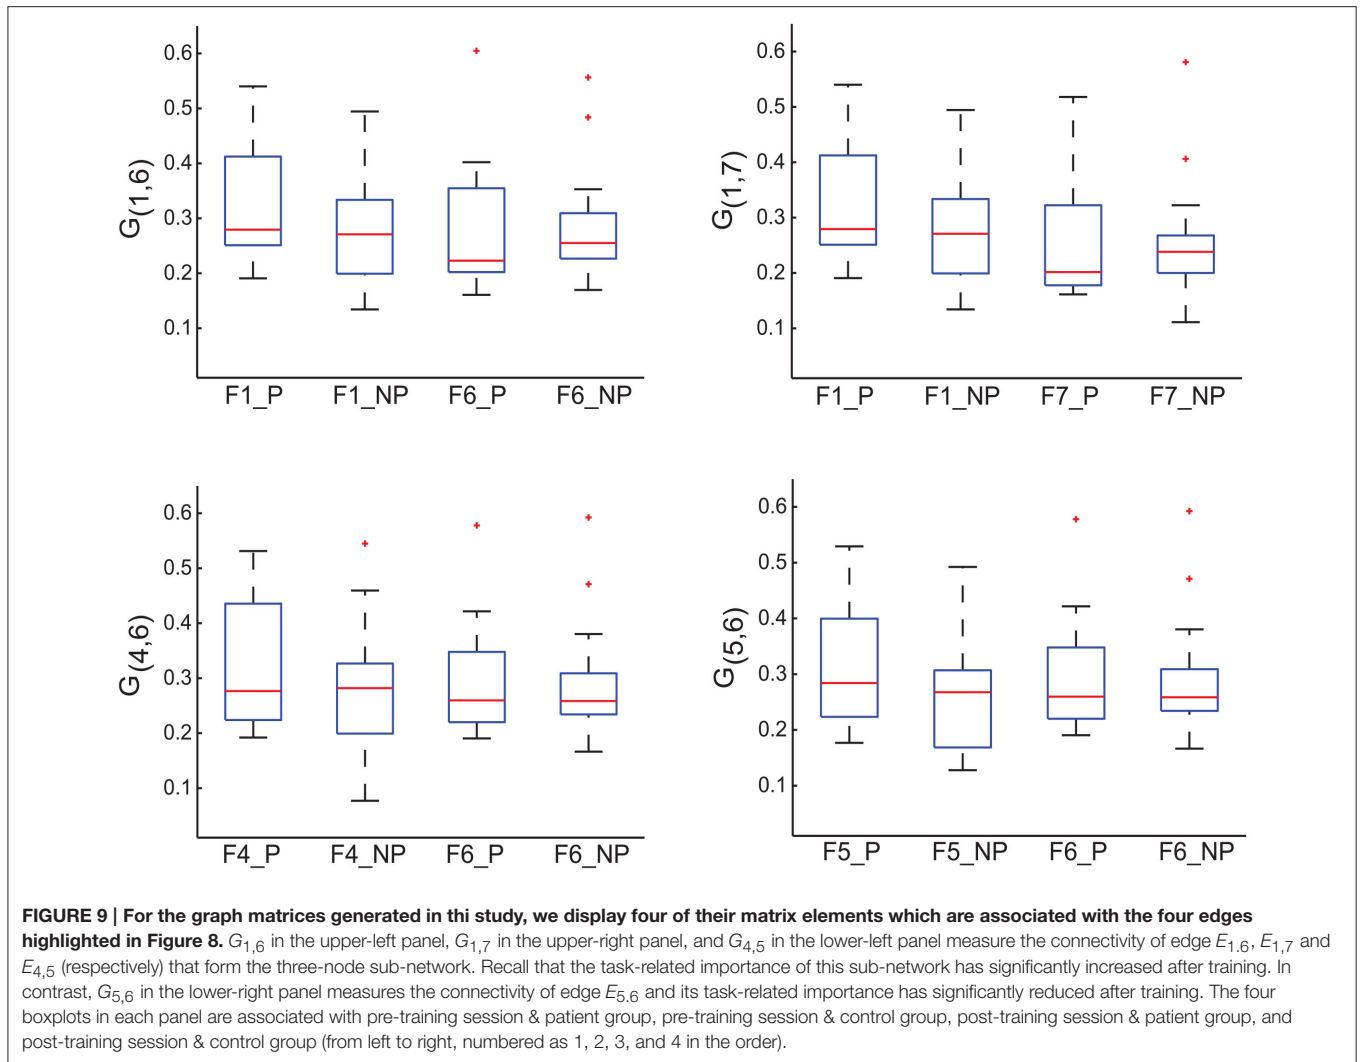 G(1,6)
0.6
0.5
0.4
0.3
0.2
0.1
F1_P F1_NP F6_P F6_NP
G(1,7)
0.6
0.5
0.4
0.3
0.2
0.1
F1_P F1_NP F7_P F7_NP
G(4,6)
0.6
0.5
0.4
0.3
0.2
0.1
F4_P F4_NP F6_P F6_NP
G(5,6)
0.6
0.5
0.4
0.3
0.2
0.1
F5_P F5_NP F6_P F6_NP
FIGURE 9 | For the graph matrices generated in thi study, we display four of their matrix elements which are associated with the four edges
highlighted in Figure 8. G1,6 in the upper-left panel, G1,7 in the upper-right panel, and G4,5 in the lower-left panel measure the connectivity of edge E1.6, E1,7 and
E4,5 (respectively) that form the three-node sub-network. Recall that the task-related importance of this sub-network has significantly increased after training. In
contrast, G5,6 in the lower-right panel measures the connectivity of edge E5.6 and its task-related importance has significantly reduced after training. The four
boxplots in each panel are associated with pre-training session & patient group, pre-training session & control group, post-training session & patient group, and
post-training session & control group (from left to right, numbered as 1, 2, 3, and 4 in the order).